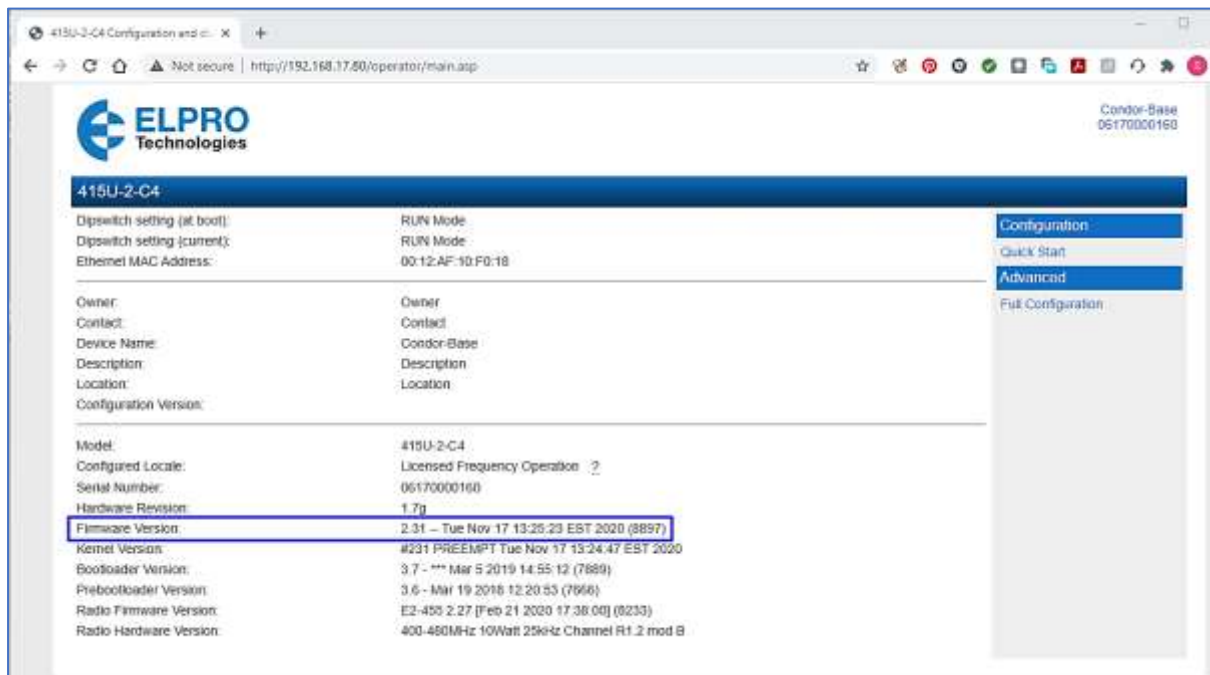 415U-2-C4 Configuration and
Not secure | http://192.168.17.80/operator/main.asp
ELPRO
Technologies
Condor-Base
06170000160
415U-2-C4
Dipswitch setting (at boot): RUN Mode
Dipswitch setting (current): RUN Mode
Ethernet MAC Address: 00:12:AF:10:F0:18
Configuration
Quick Start
Advanced
Full Configuration
Owner: Owner
Contact: Contact
Device Name: Condor-Base
Description: Description
Location: Location
Configuration Version:
Model: 415U-2-C4
Configured Locale: Licensed Frequency Operation ?
Serial Number: 06170000160
Hardware Revision: 1.7g
Firmware Version: 2.31 -- Tue Nov 17 13:25:23 EST 2020 (8897)
Kernel Version: #231 PREEMPT Tue Nov 17 13:24:47 EST 2020
Bootloader Version: 3.7 - *** Mar 5 2019 14:55:12 (7889)
Prebootloader Version: 3.6 - Mar 19 2018 12:20:53 (7666)
Radio Firmware Version: E2-455 2.27 [Feb 21 2020 17:38:00] (8233)
Radio Hardware Version: 400-480MHz 10Watt 25kHz Channel R1.2 mod B